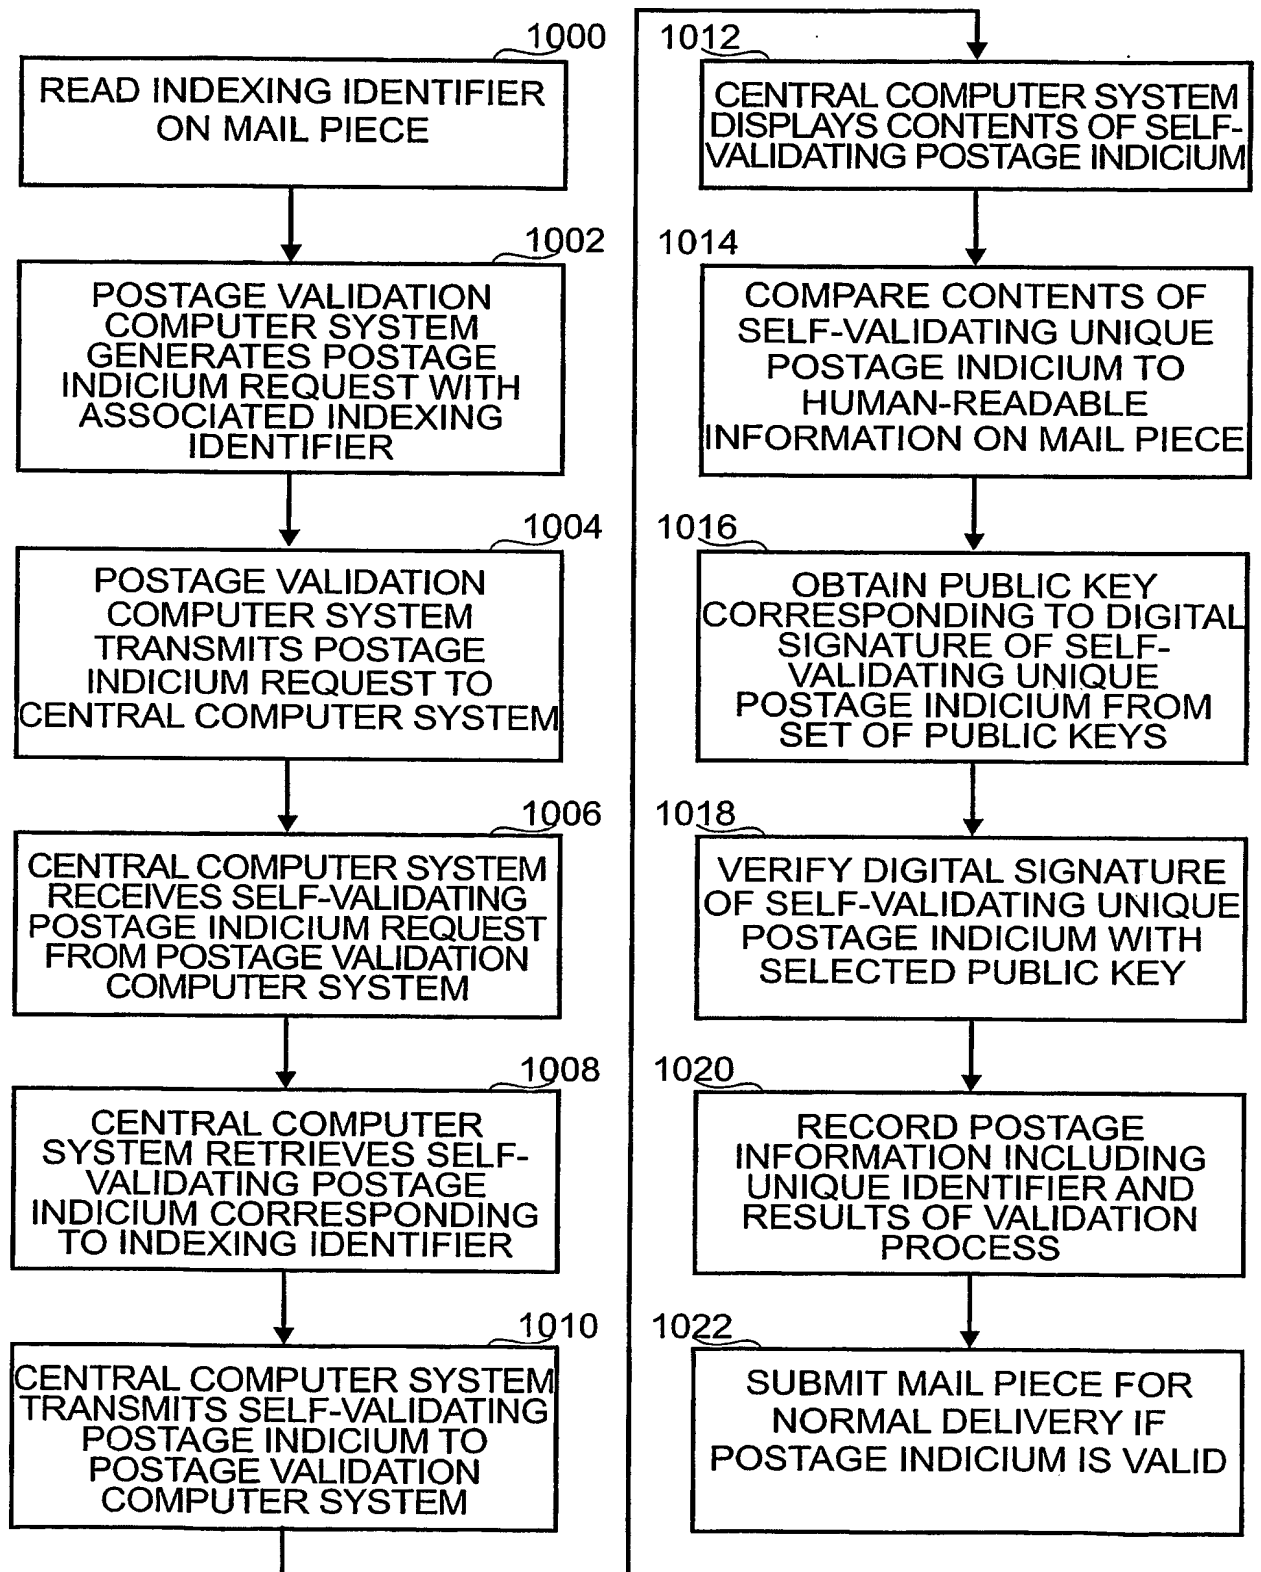 1000
READ INDEXING IDENTIFIER
ON MAIL PIECE
1002
POSTAGE VALIDATION
COMPUTER SYSTEM
GENERATES POSTAGE
INDICIUM REQUEST WITH
ASSOCIATED INDEXING
IDENTIFIER
1004
POSTAGE VALIDATION
COMPUTER SYSTEM
TRANSMITS POSTAGE
INDICIUM REQUEST TO
CENTRAL COMPUTER SYSTEM
1006
CENTRAL COMPUTER SYSTEM
RECEIVES SELF-VALIDATING
POSTAGE INDICIUM REQUEST
FROM POSTAGE VALIDATION
COMPUTER SYSTEM
1008
CENTRAL COMPUTER
SYSTEM RETRIEVES SELF-
VALIDATING POSTAGE
INDICIUM CORRESPONDING
TO INDEXING IDENTIFIER
1010
CENTRAL COMPUTER SYSTEM
TRANSMITS SELF-VALIDATING
POSTAGE INDICIUM TO
POSTAGE VALIDATION
COMPUTER SYSTEM
1012
CENTRAL COMPUTER SYSTEM
DISPLAYS CONTENTS OF SELF-
VALIDATING POSTAGE INDICIUM
1014
COMPARE CONTENTS OF
SELF-VALIDATING UNIQUE
POSTAGE INDICIUM TO
HUMAN-READABLE
INFORMATION ON MAIL PIECE
1016
OBTAIN PUBLIC KEY
CORRESPONDING TO DIGITAL
SIGNATURE OF SELF-
VALIDATING UNIQUE
POSTAGE INDICIUM FROM
SET OF PUBLIC KEYS
1018
VERIFY DIGITAL SIGNATURE
OF SELF-VALIDATING UNIQUE
POSTAGE INDICIUM WITH
SELECTED PUBLIC KEY
1020
RECORD POSTAGE
INFORMATION INCLUDING
UNIQUE IDENTIFIER AND
RESULTS OF VALIDATION
PROCESS
1022
SUBMIT MAIL PIECE FOR
NORMAL DELIVERY IF
POSTAGE INDICIUM IS VALID